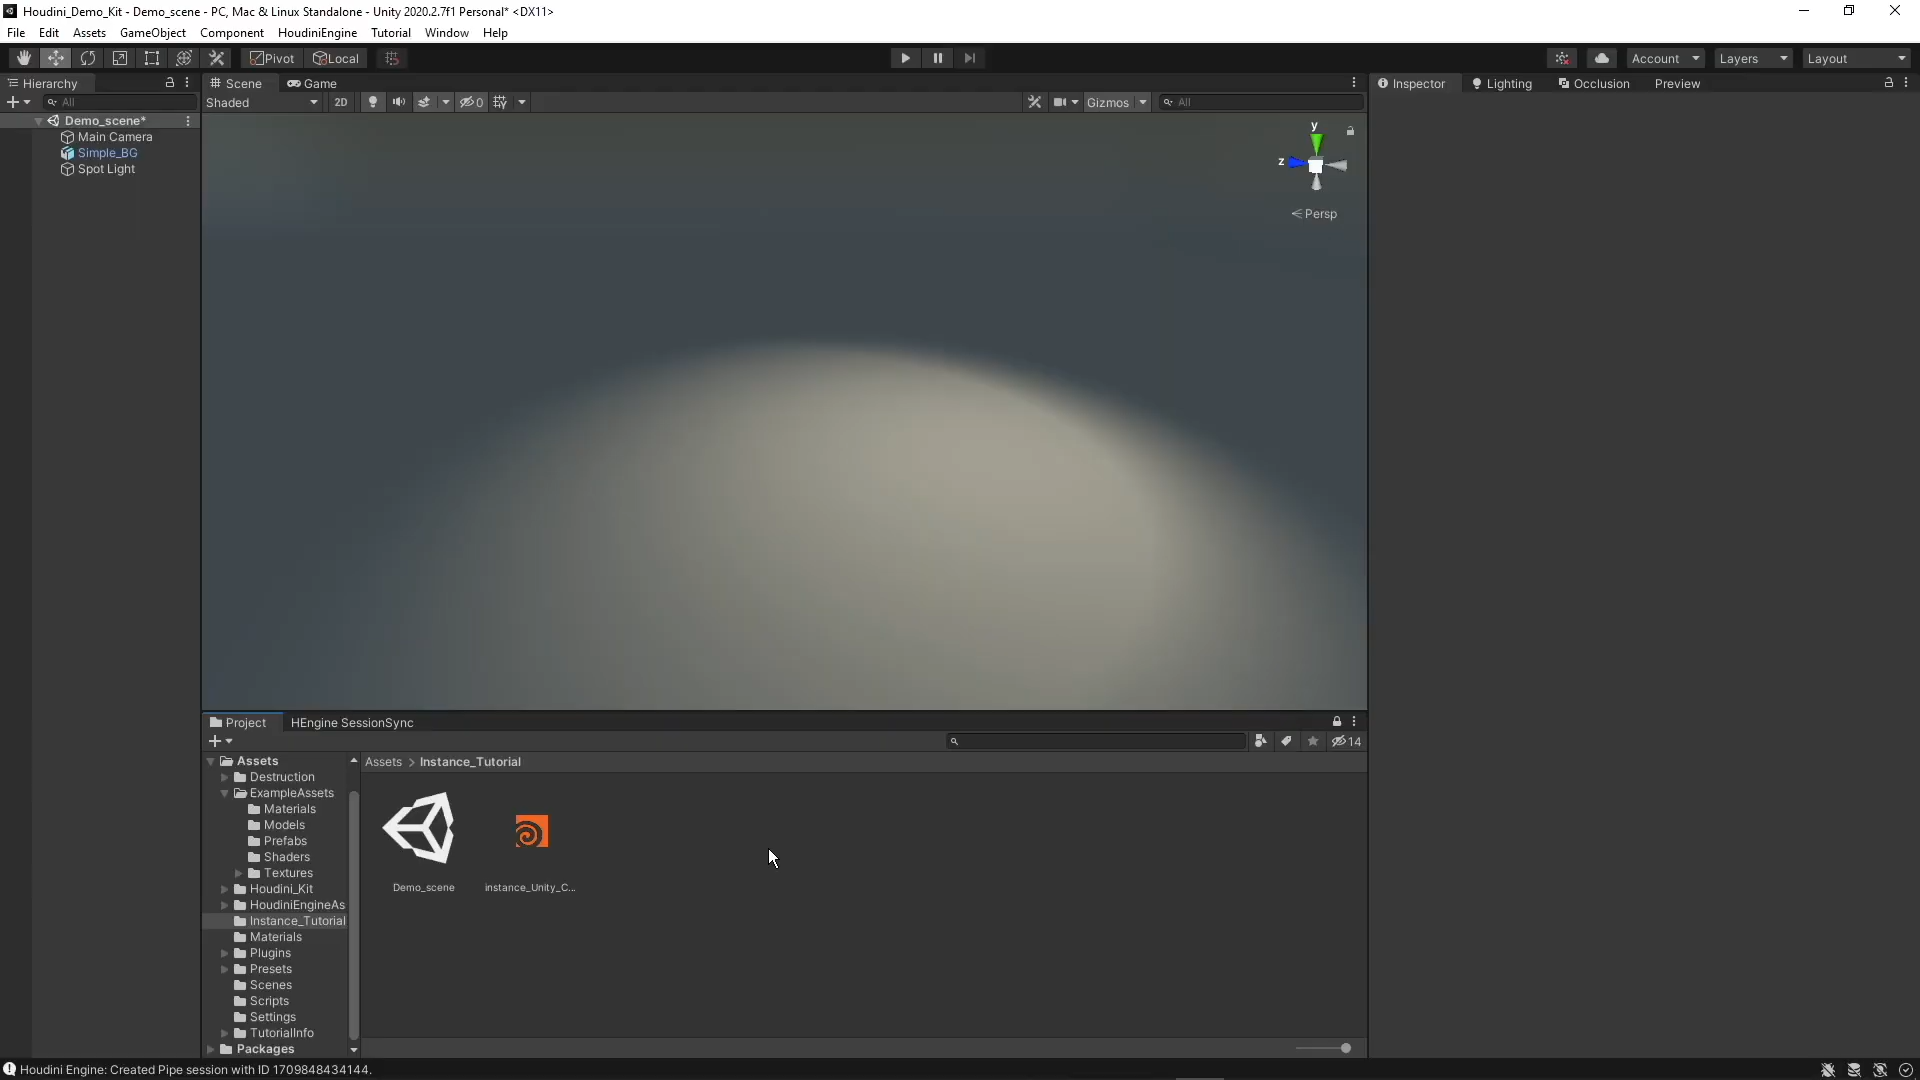 Houdini_Demo_Kit - Demo_scene - PC, Mac & Linux Standalone - Unity 2020.2.7f1 Personal* <DX11>
File Edit Assets GameObject Component HoudiniEngine Tutorial Window Help
Pivot Local Account Layers Layout
Hierarchy Scene Game Inspector Lighting Occlusion Preview
All Shaded 2D 0 Gizmos All
Demo_scene*
Main Camera
Simple_BG
Spot Light
y
z
Persp
Project HEngine SessionSync
14
Assets
Destruction
ExampleAssets
Materials
Models
Prefabs
Shaders
Textures
Houdini_Kit
HoudiniEngineAs
Instance_Tutorial
Materials
Plugins
Presets
Scenes
Scripts
Settings
TutorialInfo
Packages
Assets > Instance_Tutorial
Demo_scene instance_Unity_C...
Houdini Engine: Created Pipe session with ID 1709848434144.